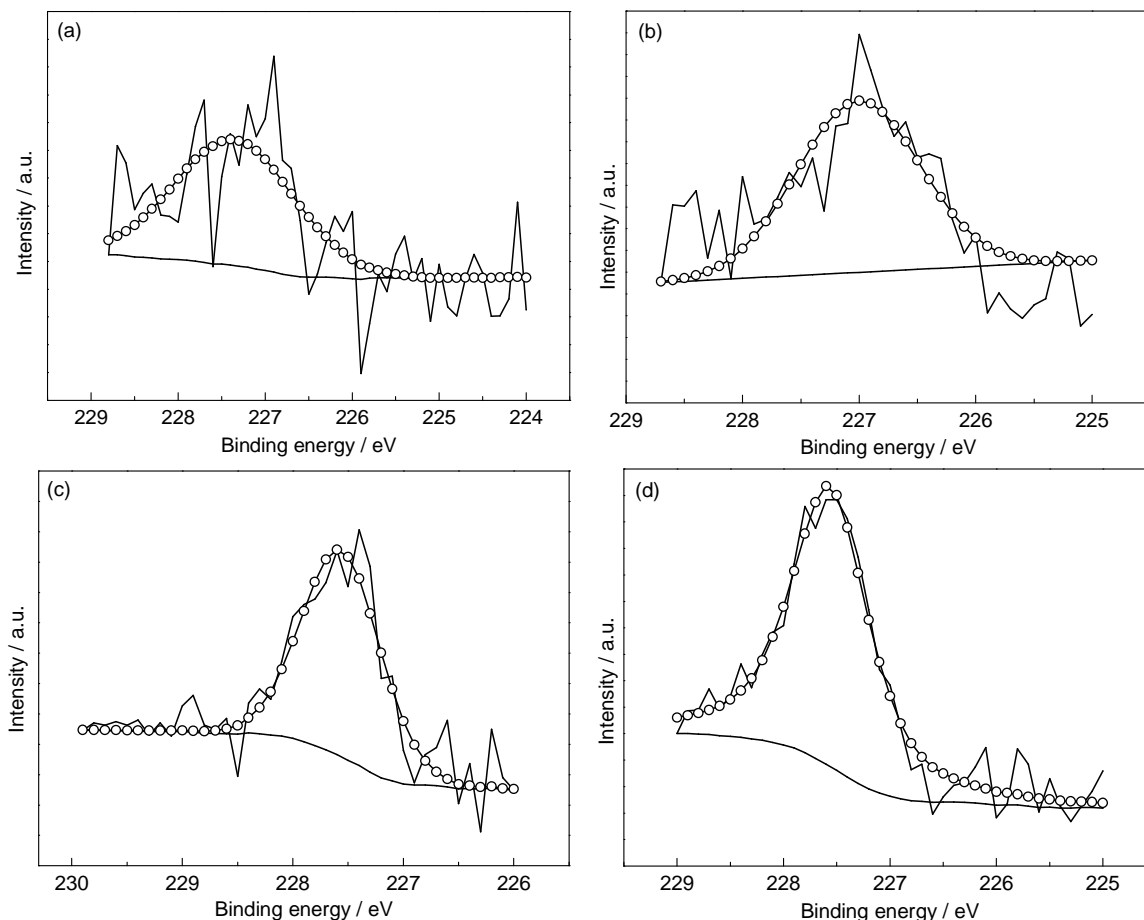 (a)
Intensity / a.u.
229 228 227 226 225 224
Binding energy / eV
(b)
Intensity / a.u.
229 228 227 226 225
Binding energy / eV
(c)
Intensity / a.u.
230 229 228 227 226
Binding energy / eV
(d)
Intensity / a.u.
229 228 227 226 225
Binding energy / eV